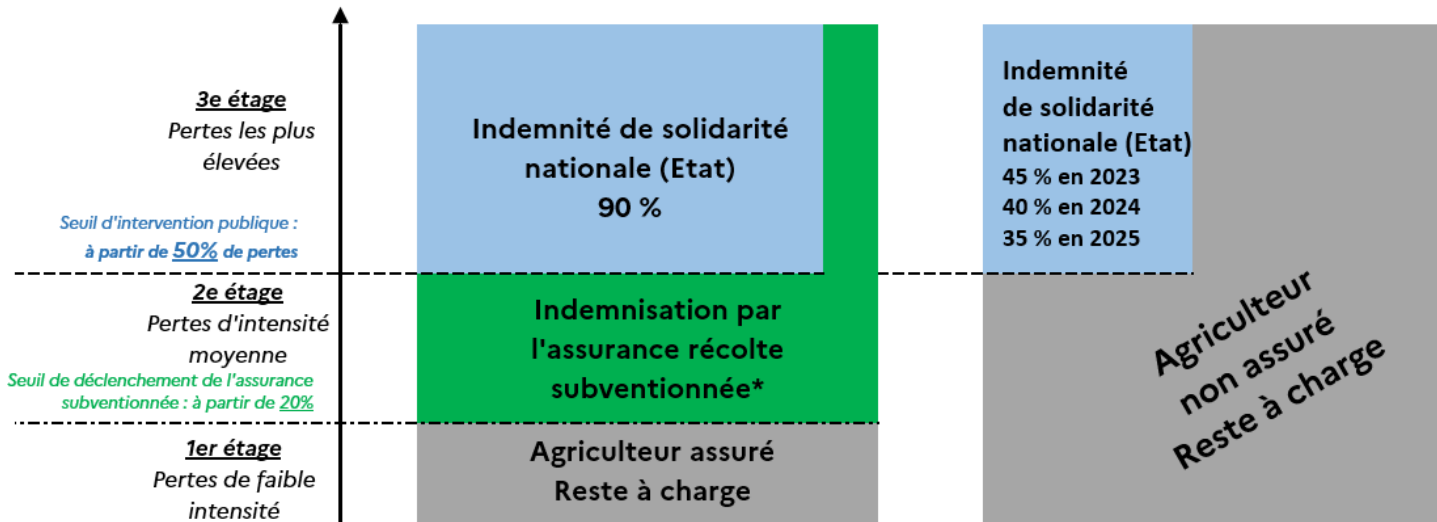 3e étage
Pertes les plus
élevées
Seuil d'intervention publique :
à partir de 50% de pertes
2e étage
Pertes d'intensité
moyenne
Seuil de déclenchement de l'assurance
subventionnée : à partir de 20%
1er étage
Pertes de faible
intensité
Indemnité de solidarité
nationale (Etat)
90 %
Indemnisation par
l'assurance récolte
subventionnée*
Agriculteur assuré
Reste à charge
Indemnité
de solidarité
nationale (Etat)
45 % en 2023
40 % en 2024
35 % en 2025
Agriculteur
non assuré
Reste à charge